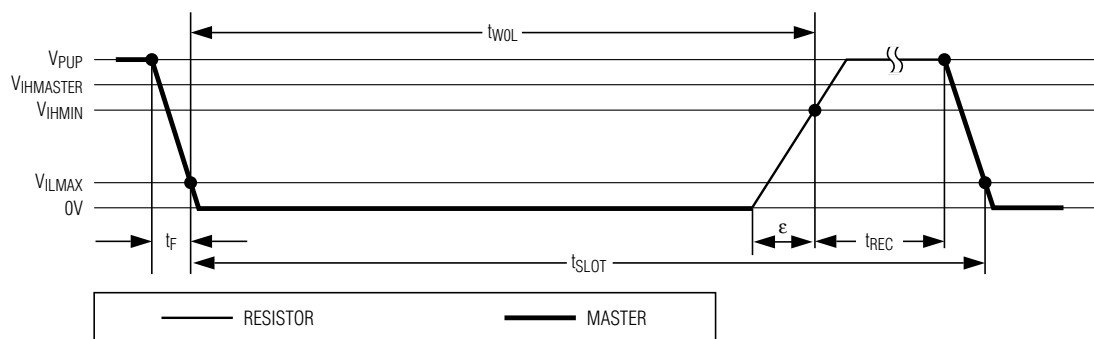 tW0L
VPUP
VIHMASTER
VIHMIN
VILMAX
0V
tF
ε
tREC
tSLOT
RESISTOR
MASTER